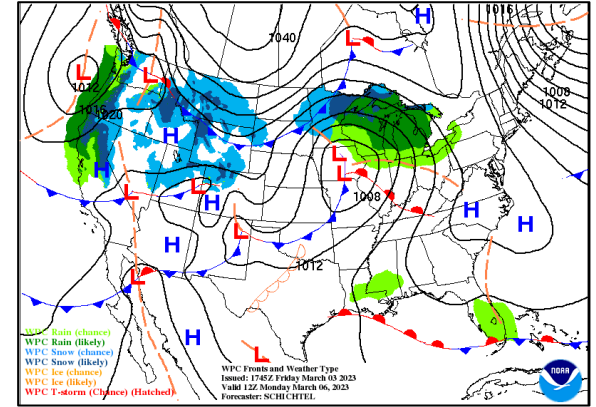 H
1016
1040
L
L
L
1012
1016
1020
1008
1012
H
H
L
L
1008
L
L
H
H
H
H
L
L
1012
H
L
WPC Rain (chance)
WPC Rain (likely)
WPC Snow (chance)
WPC Snow (likely)
WPC Ice (chance)
WPC Ice (likely)
WPC T-storm (Chance) (Hatched)
WPC Fronts and Weather Type
Issued: 1745Z Friday March 03 2023
Valid 12Z Monday March 06, 2023
Forecaster: SCHICHTEL
NOAA